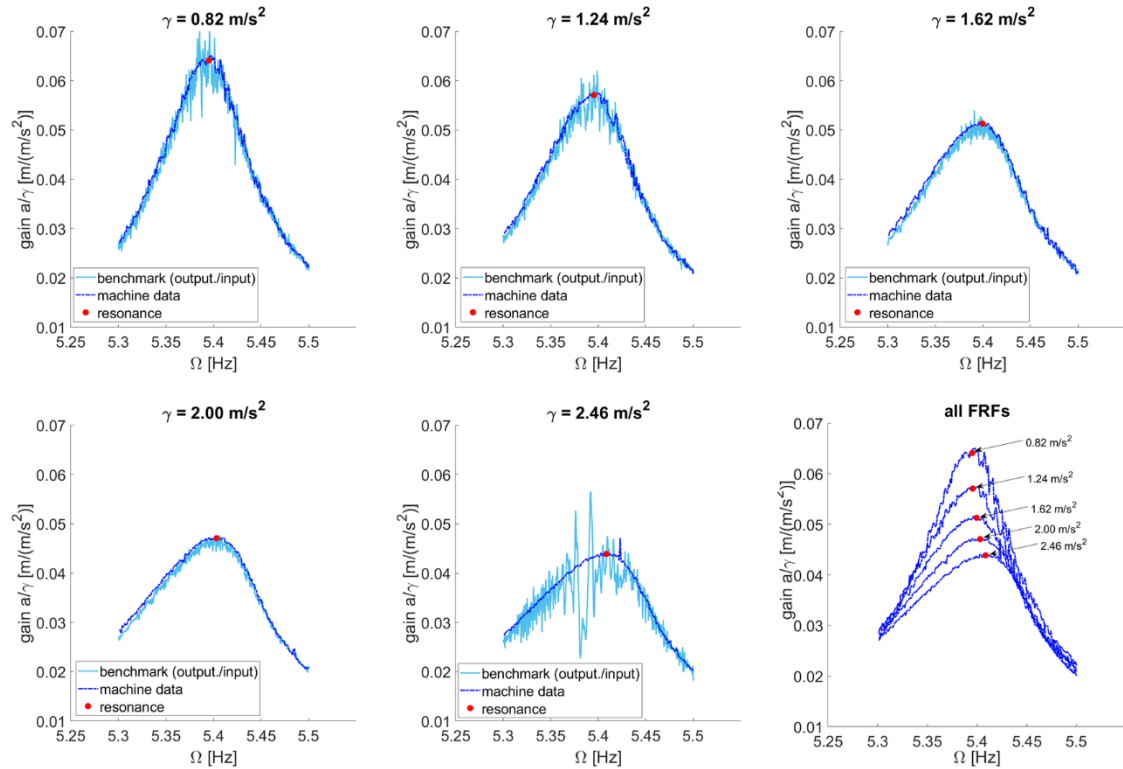 γ = 0.82 m/s²
gain a/γ [m/(m/s²)]
0.07
0.06
0.05
0.04
0.03
0.02
0.01
benchmark (output./input)
machine data
resonance
5.25 5.3 5.35 5.4 5.45 5.5
Ω [Hz]
γ = 1.24 m/s²
gain a/γ [m/(m/s²)]
0.07
0.06
0.05
0.04
0.03
0.02
0.01
benchmark (output./input)
machine data
resonance
5.25 5.3 5.35 5.4 5.45 5.5
Ω [Hz]
γ = 1.62 m/s²
gain a/γ [m/(m/s²)]
0.07
0.06
0.05
0.04
0.03
0.02
0.01
benchmark (output./input)
machine data
resonance
5.25 5.3 5.35 5.4 5.45 5.5
Ω [Hz]
γ = 2.00 m/s²
gain a/γ [m/(m/s²)]
0.07
0.06
0.05
0.04
0.03
0.02
0.01
benchmark (output./input)
machine data
resonance
5.25 5.3 5.35 5.4 5.45 5.5
Ω [Hz]
γ = 2.46 m/s²
gain a/γ [m/(m/s²)]
0.07
0.06
0.05
0.04
0.03
0.02
0.01
benchmark (output./input)
machine data
resonance
5.25 5.3 5.35 5.4 5.45 5.5
Ω [Hz]
all FRFs
gain a/γ [m/(m/s²)]
0.07
0.06
0.05
0.04
0.03
0.02
0.01
0.82 m/s²
1.24 m/s²
1.62 m/s²
2.00 m/s²
2.46 m/s²
5.25 5.3 5.35 5.4 5.45 5.5
Ω [Hz]